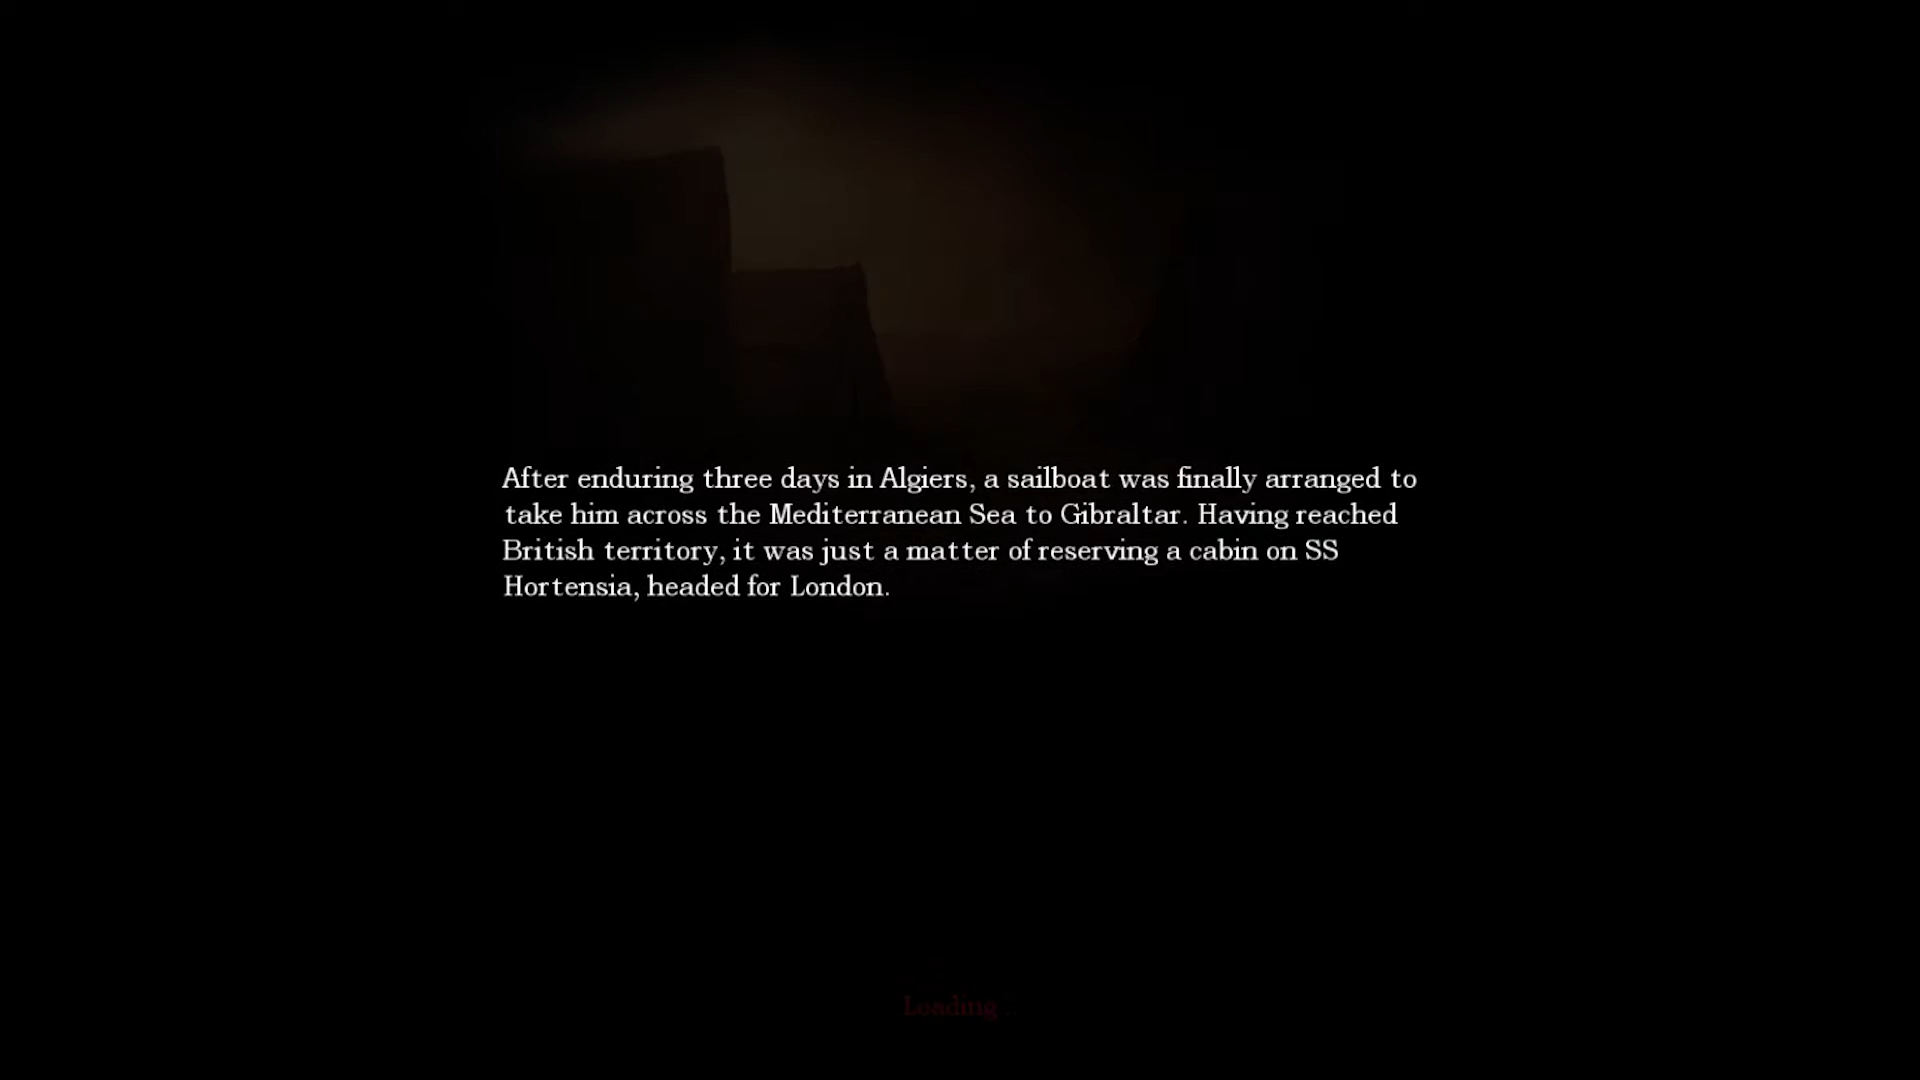 After enduring three days in Algiers, a sailboat was finally arranged to
take him across the Mediterranean Sea to Gibraltar. Having reached
British territory, it was just a matter of reserving a cabin on SS
Hortensia, headed for London.
Loading ..